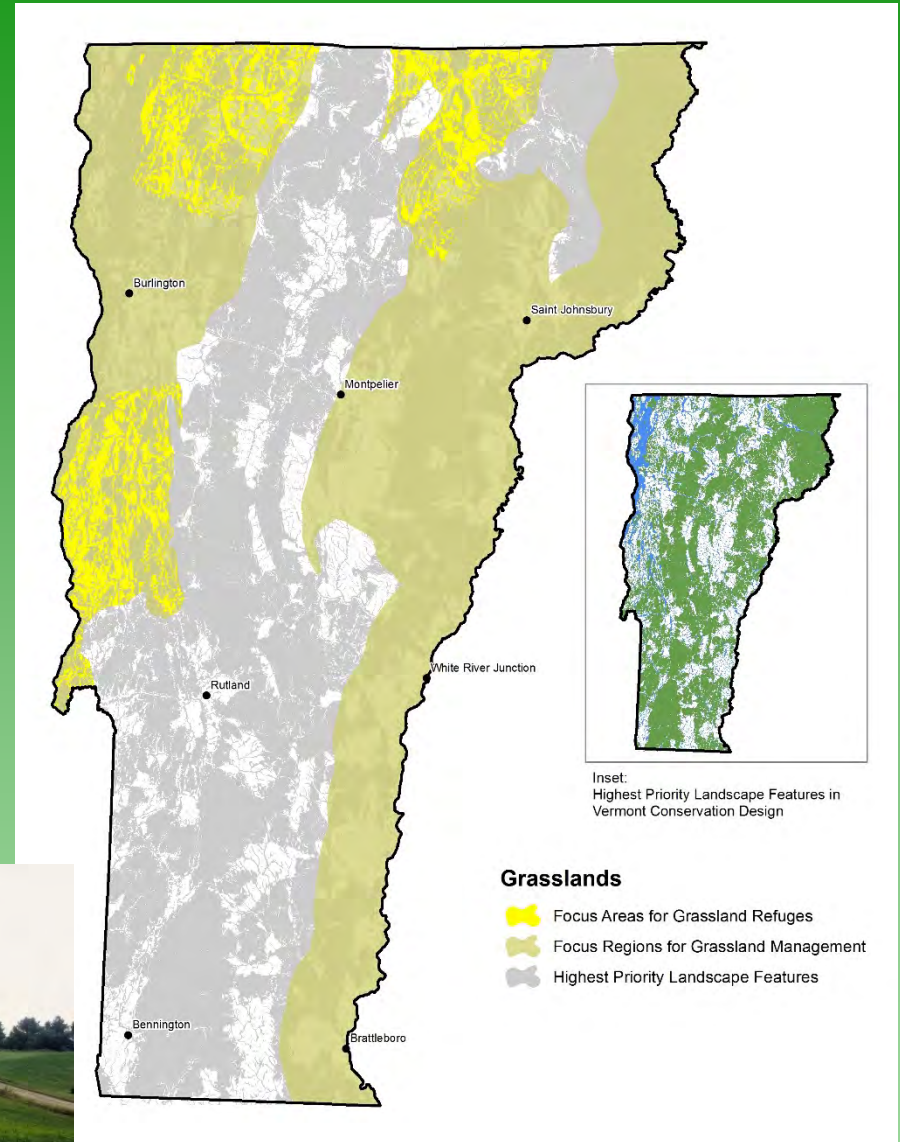 Burlington
Saint Johnsbury
Montpelier
White River Junction
Rutland
Inset:
Highest Priority Landscape Features in
Vermont Conservation Design
Grasslands
Focus Areas for Grassland Refuges
Focus Regions for Grassland Management
Highest Priority Landscape Features
Bennington
Brattleboro